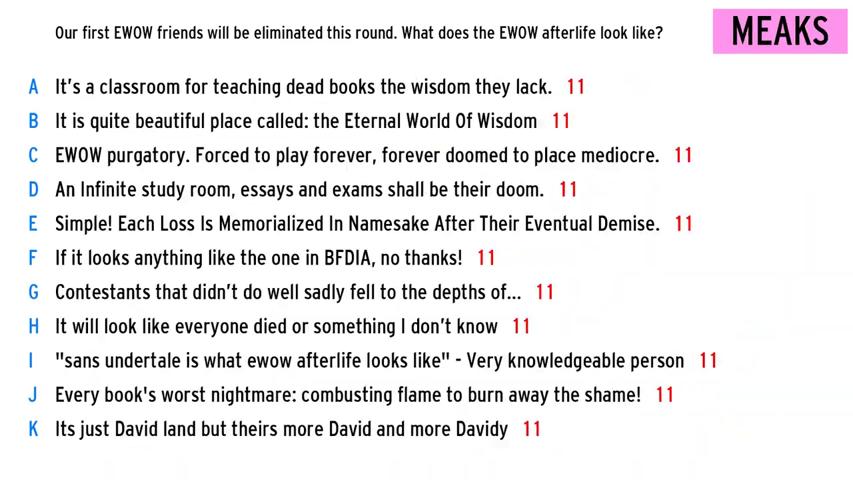 Our first EWOW friends will be eliminated this round. What does the EWOW afterlife look like?
MEAKS
A It's a classroom for teaching dead books the wisdom they lack. 11
B It is quite beautiful place called: the Eternal World Of Wisdom 11
C EWOW purgatory. Forced to play forever, forever doomed to place mediocre. 11
D An Infinite study room, essays and exams shall be their doom. 11
E Simple! Each Loss Is Memorialized In Namesake After Their Eventual Demise. 11
F If it looks anything like the one in BFDIA, no thanks! 11
G Contestants that didn't do well sadly fell to the depths of... 11
H It will look like everyone died or something I don't know 11
I "sans undertale is what ewow afterlife looks like" - Very knowledgeable person 11
J Every book's worst nightmare: combusting flame to burn away the shame! 11
K Its just David land but theirs more David and more Davidy 11